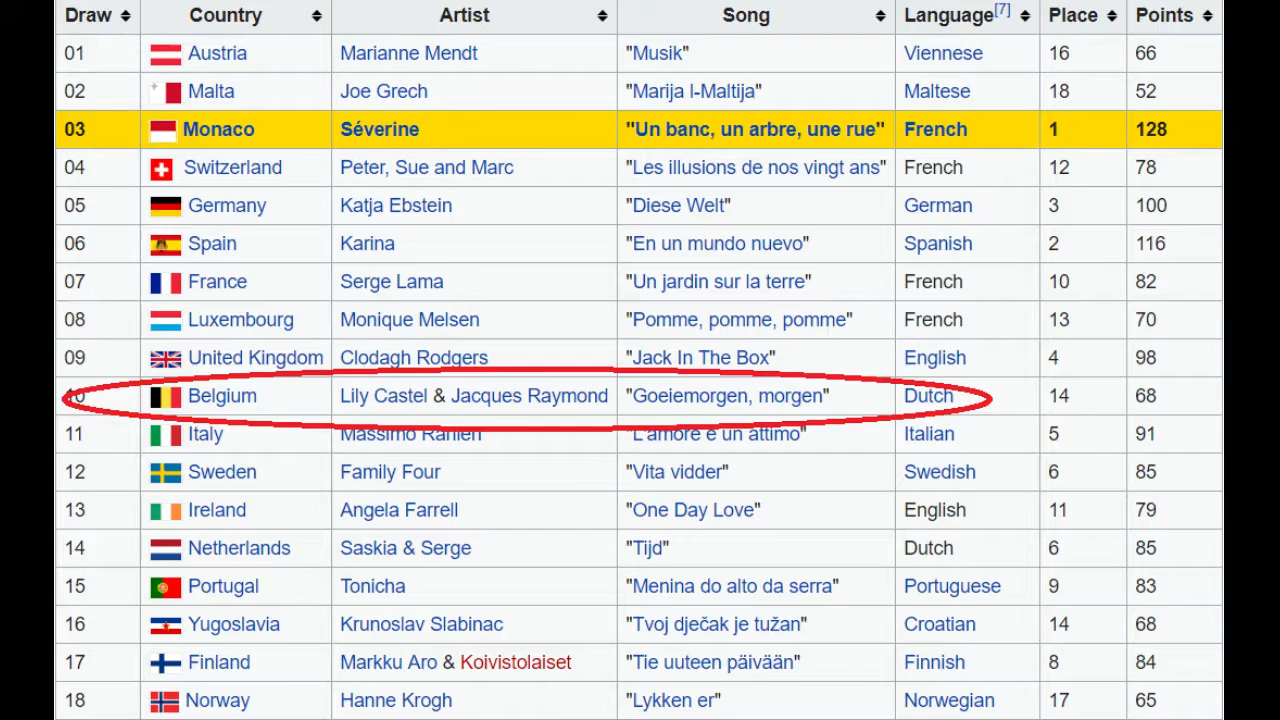 Draw Country Artist Song Language[7] Place Points
01 Austria Marianne Mendt "Musik" Viennese 16 66
02 Malta Joe Grech "Marija l-Maltija" Maltese 18 52
03 Monaco Séverine "Un banc, un arbre, une rue" French 1 128
04 Switzerland Peter, Sue and Marc "Les illusions de nos vingt ans" French 12 78
05 Germany Katja Ebstein "Diese Welt" German 3 100
06 Spain Karina "En un mundo nuevo" Spanish 2 116
07 France Serge Lama "Un jardin sur la terre" French 10 82
08 Luxembourg Monique Melsen "Pomme, pomme, pomme" French 13 70
09 United Kingdom Clodagh Rodgers "Jack In The Box" English 4 98
10 Belgium Lily Castel & Jacques Raymond "Goeiemorgen, morgen" Dutch 14 68
11 Italy Massimo Ranieri "L'amore è un attimo" Italian 5 91
12 Sweden Family Four "Vita vidder" Swedish 6 85
13 Ireland Angela Farrell "One Day Love" English 11 79
14 Netherlands Saskia & Serge "Tijd" Dutch 6 85
15 Portugal Tonicha "Menina do alto da serra" Portuguese 9 83
16 Yugoslavia Krunoslav Slabinac "Tvoj dječak je tužan" Croatian 14 68
17 Finland Markku Aro & Koivistolaiset "Tie uuteen päivään" Finnish 8 84
18 Norway Hanne Krogh "Lykken er" Norwegian 17 65